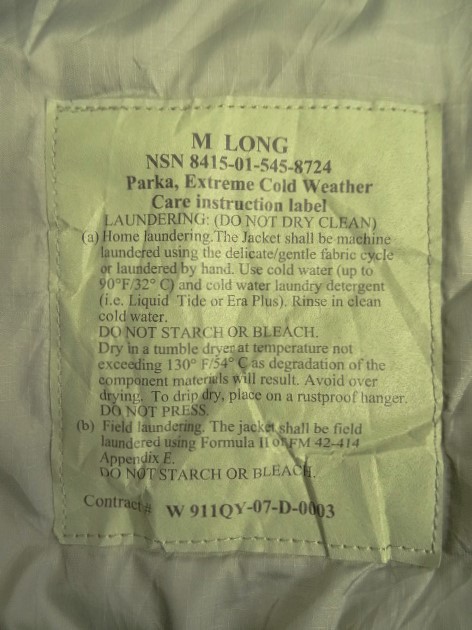 M LONG
NSN 8415-01-545-8724
Parka, Extreme Cold Weather
Care instruction label
LAUNDERING: (DO NOT DRY CLEAN)
(a) Home laundering.The Jacket shall be machine
laundered using the delicate/gentle fabric cycle
or laundered by hand. Use cold water (up to
90°F/32° C) and cold water laundry detergent
(i.e. Liquid Tide or Era Plus). Rinse in clean
cold water.
DO NOT STARCH OR BLEACH.
Dry in a tumble dryer at temperature not
exceeding 130° F/54° C as degradation of the
component materials will result. Avoid over
drying. To drip dry, place on a rustproof hanger.
DO NOT PRESS.
(b) Field laundering. The jacket shall be field
laundered using Formula II of FM 42-414
Appendix E.
DO NOT STARCH OR BLEACH.
Contract# W 911QY-07-D-0003